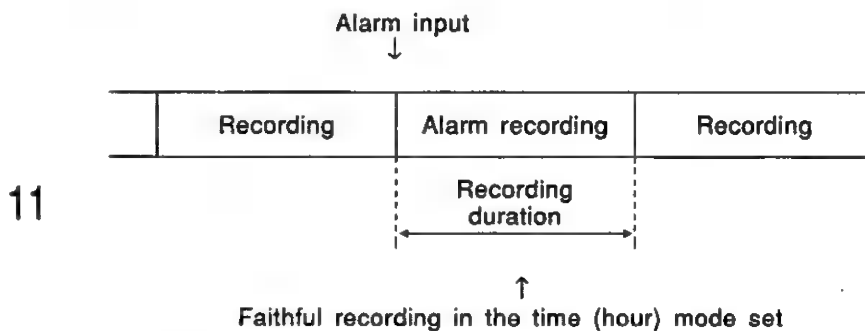 Alarm input
↓
Recording
Alarm recording
Recording
11
Recording
duration
↑
Faithful recording in the time (hour) mode set